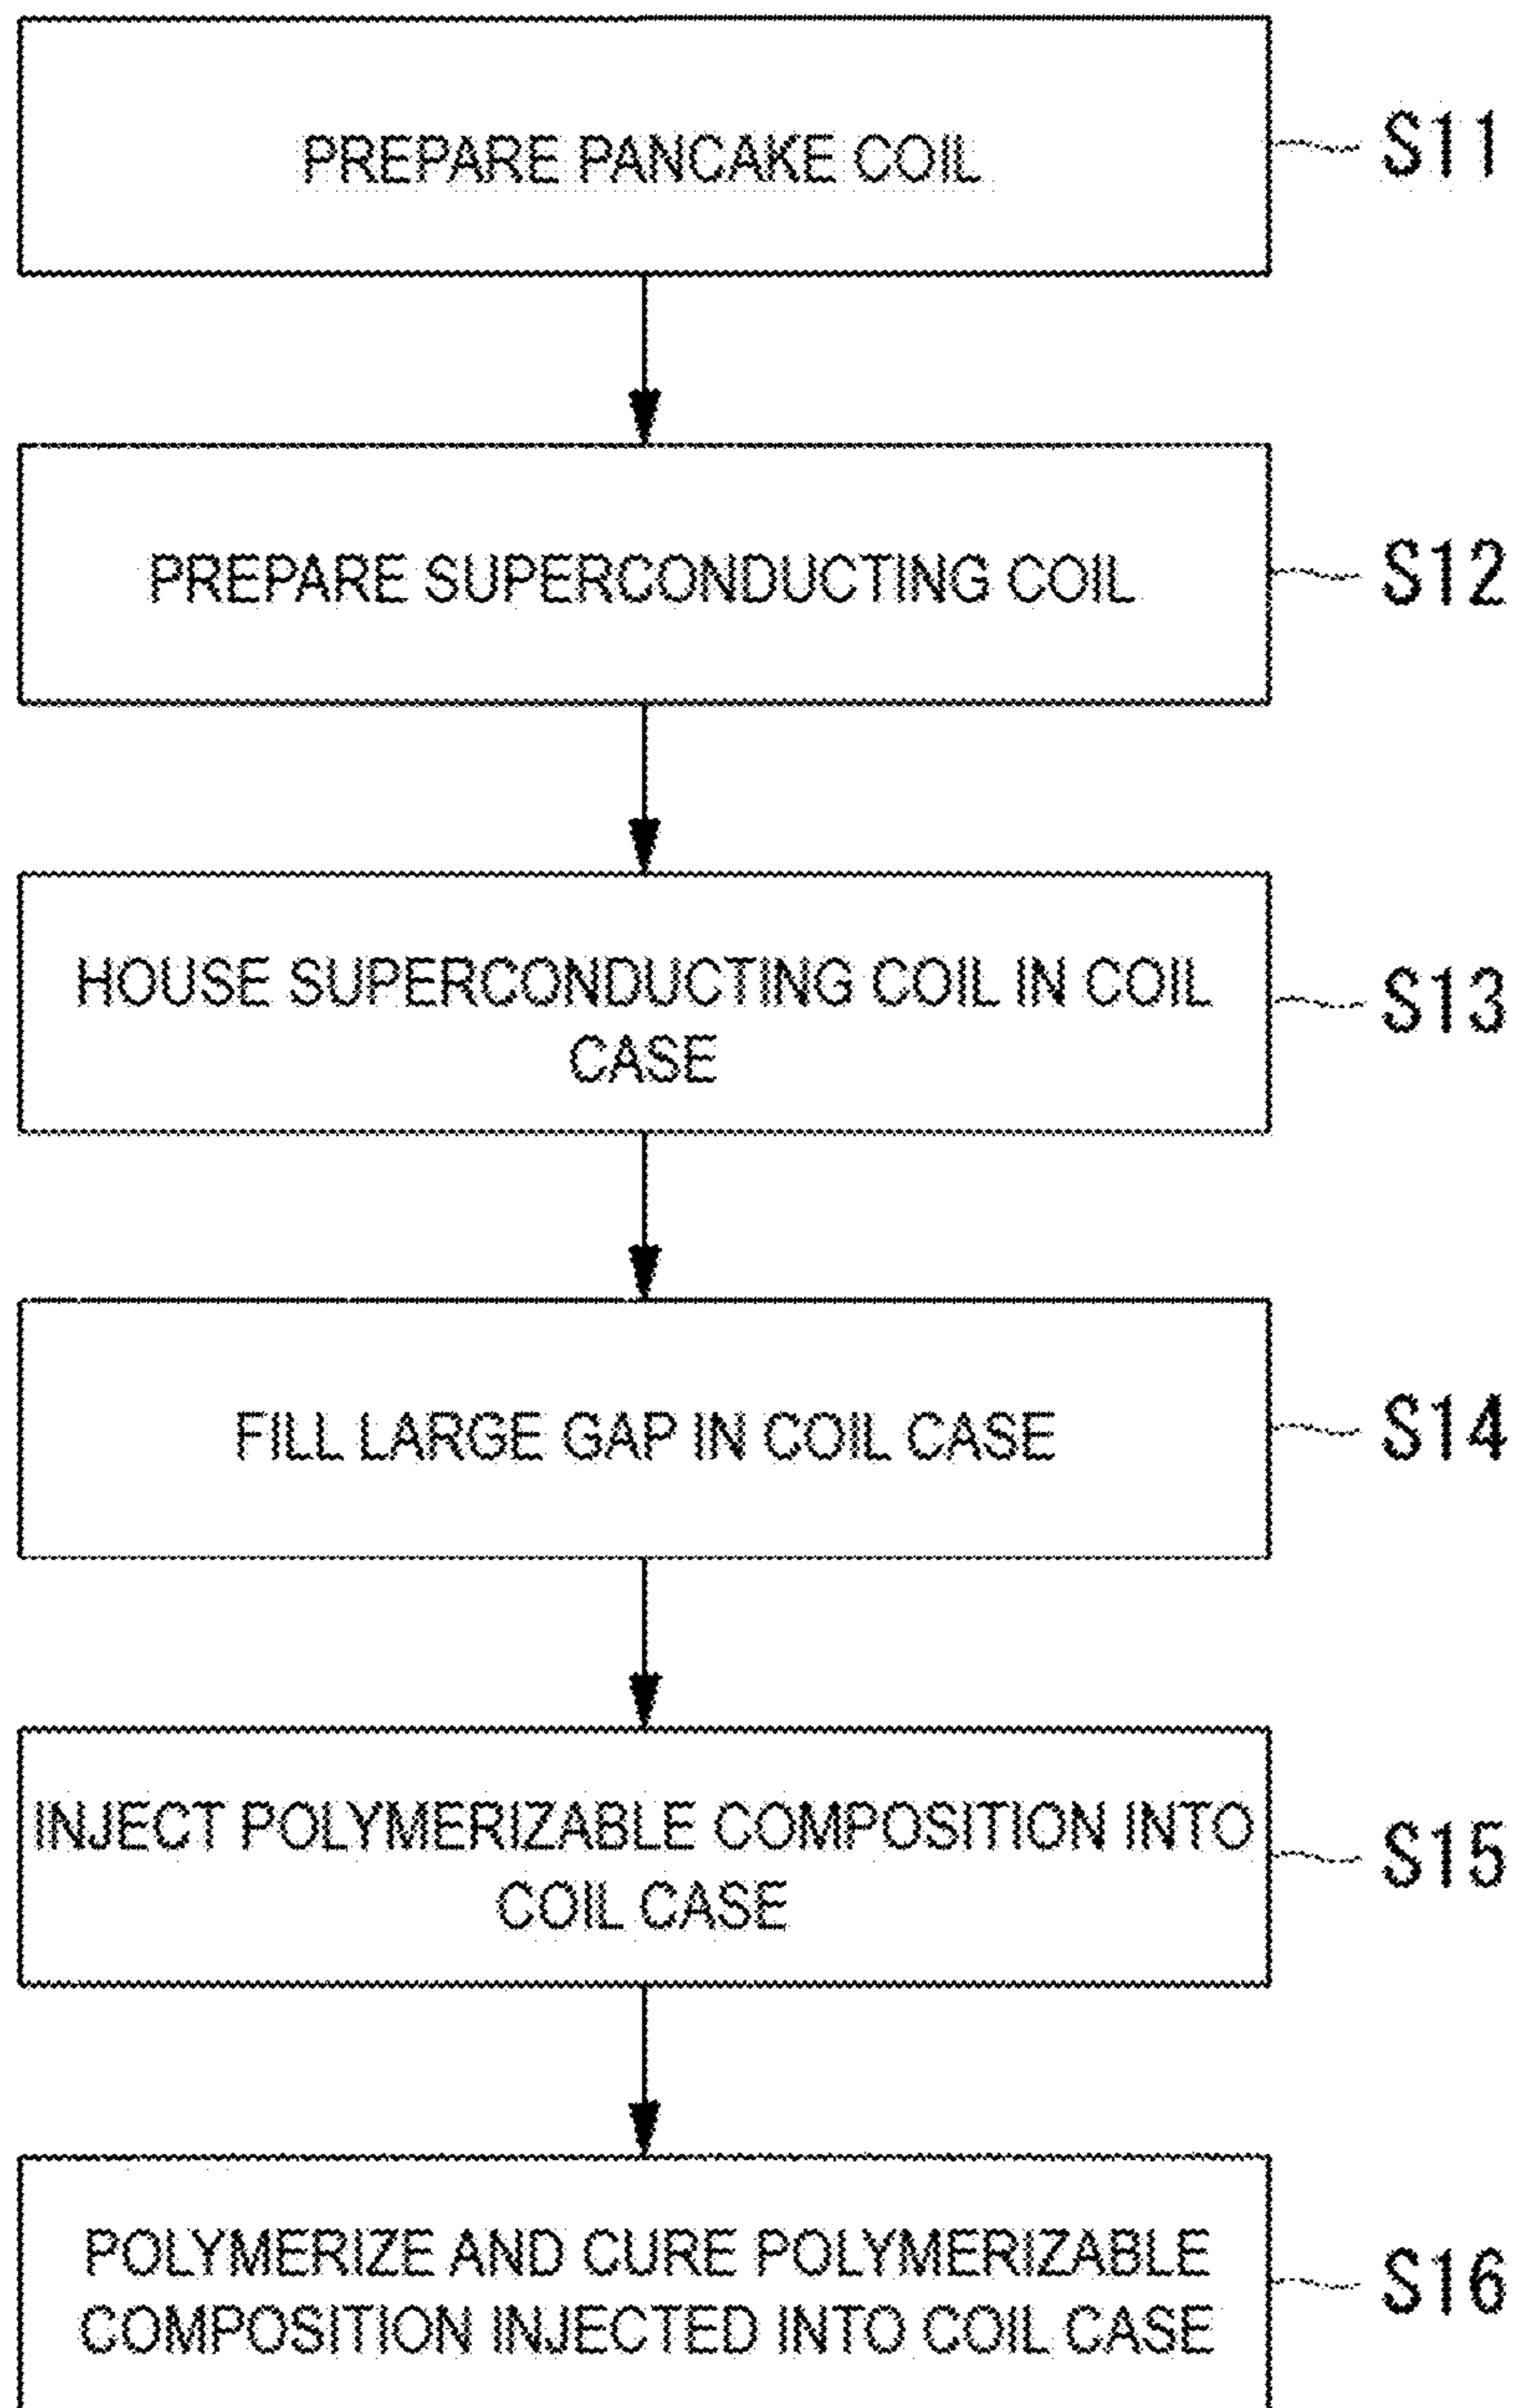 PREPARE PANCAKE COIL
S11
PREPARE SUPERCONDUCTING COIL
S12
HOUSE SUPERCONDUCTING COIL IN COIL
CASE
S13
FILL LARGE GAP IN COIL CASE
S14
INJECT POLYMERIZABLE COMPOSITION INTO
COIL CASE
S15
POLYMERIZE AND CURE POLYMERIZABLE
COMPOSITION INJECTED INTO COIL CASE
S16